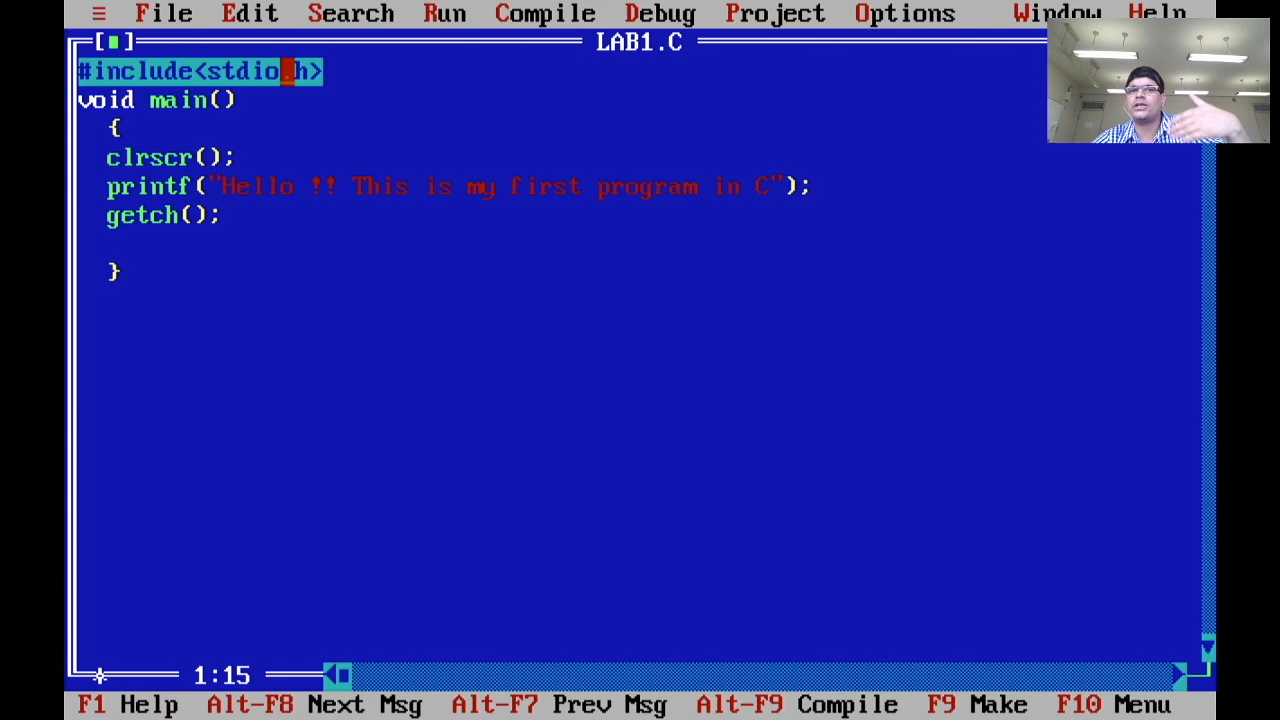 ≡ File Edit Search Run Compile Debug Project Options Window Help
[■] LAB1.C
#include<stdio.h>
void main()
{
clrscr();
printf("Hello !! This is my first program in C");
getch();
}
* 1:15
F1 Help Alt-F8 Next Msg Alt-F7 Prev Msg Alt-F9 Compile F9 Make F10 Menu